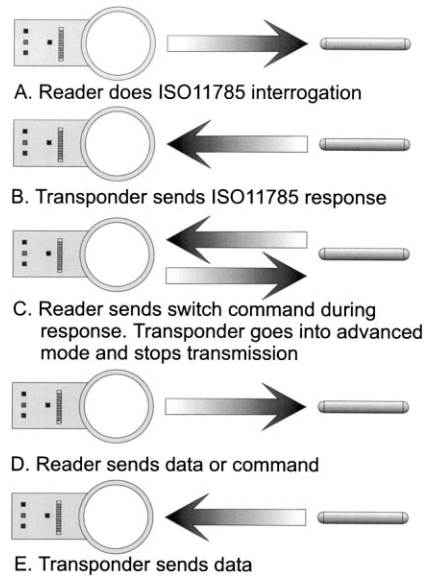 A. Reader does ISO11785 interrogation
B. Transponder sends ISO11785 response
C. Reader sends switch command during
response. Transponder goes into advanced
mode and stops transmission
D. Reader sends data or command
E. Transponder sends data